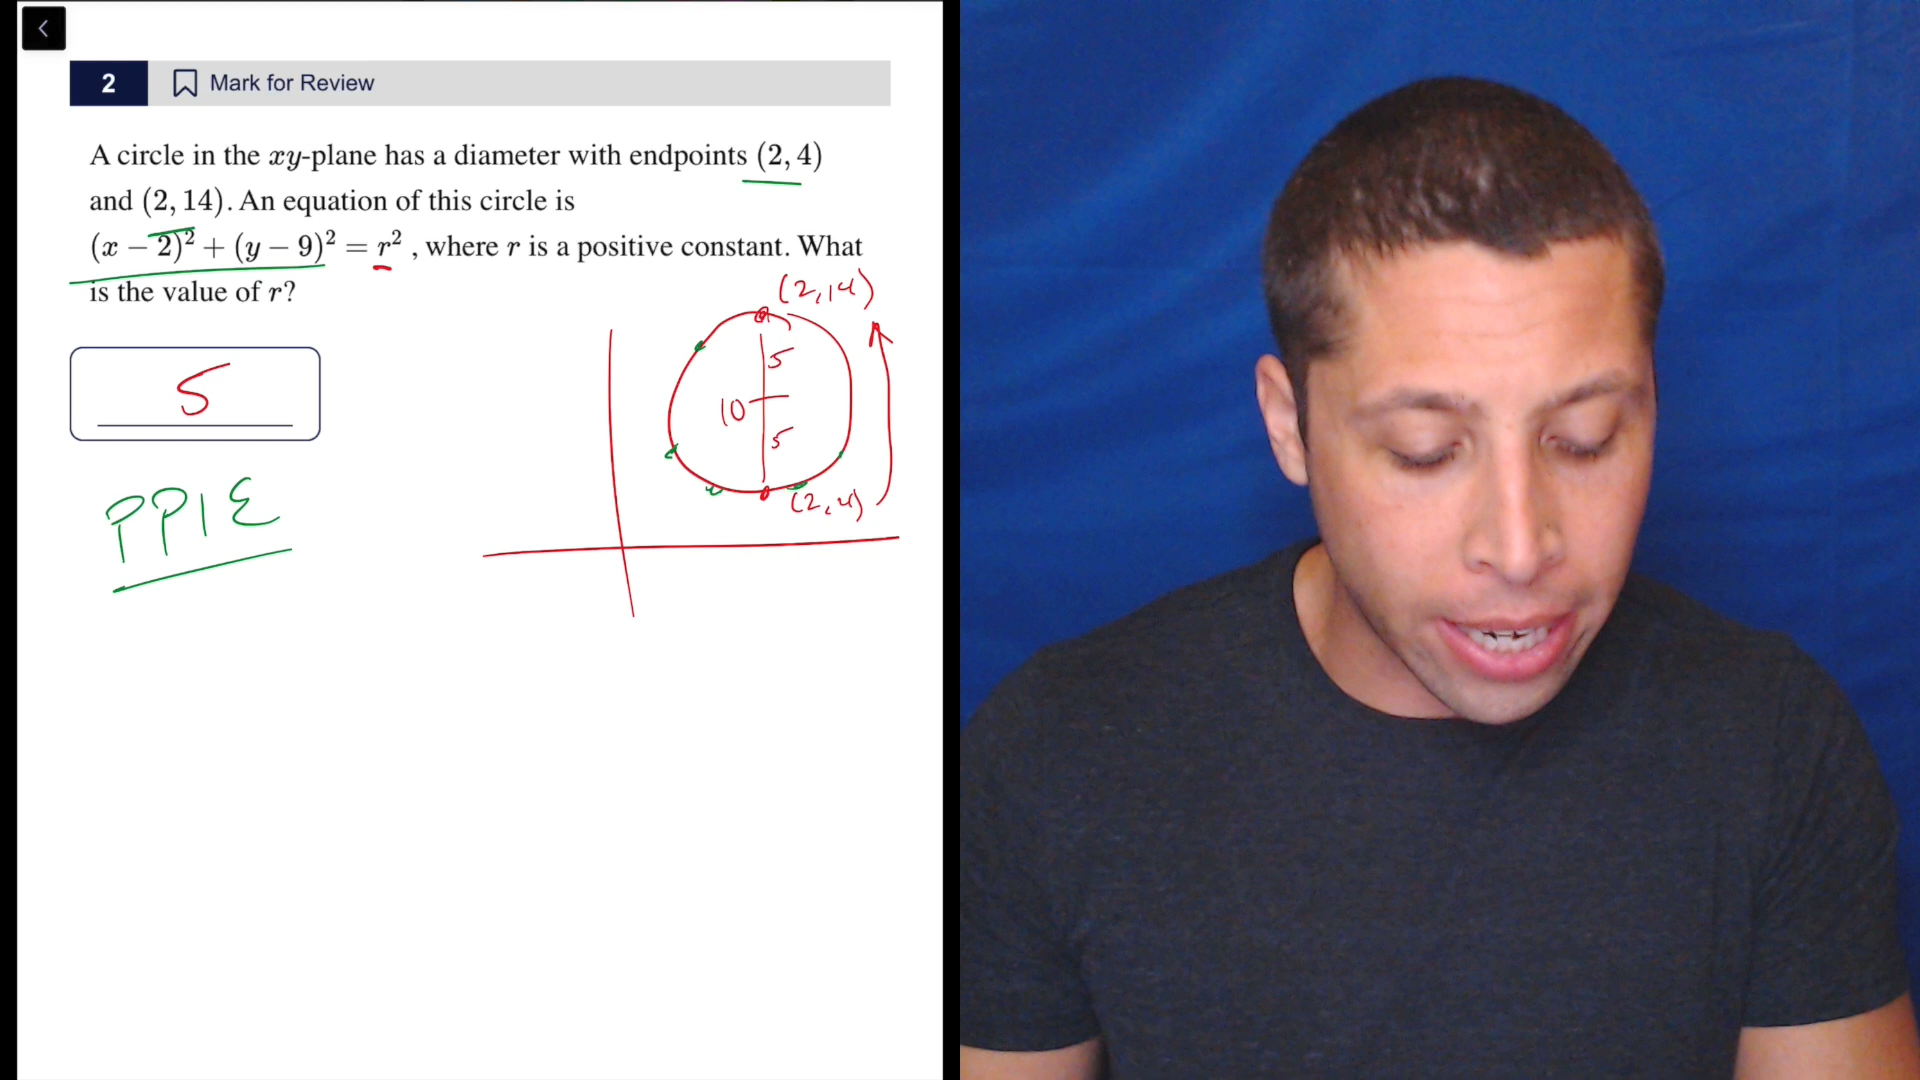 2 Mark for Review
A circle in the xy-plane has a diameter with endpoints (2, 4)
and (2, 14). An equation of this circle is
(x − 2)² + (y − 9)² = r² , where r is a positive constant. What
is the value of r?
(2,14)
5
5
10
5
(2,4)
PPIE